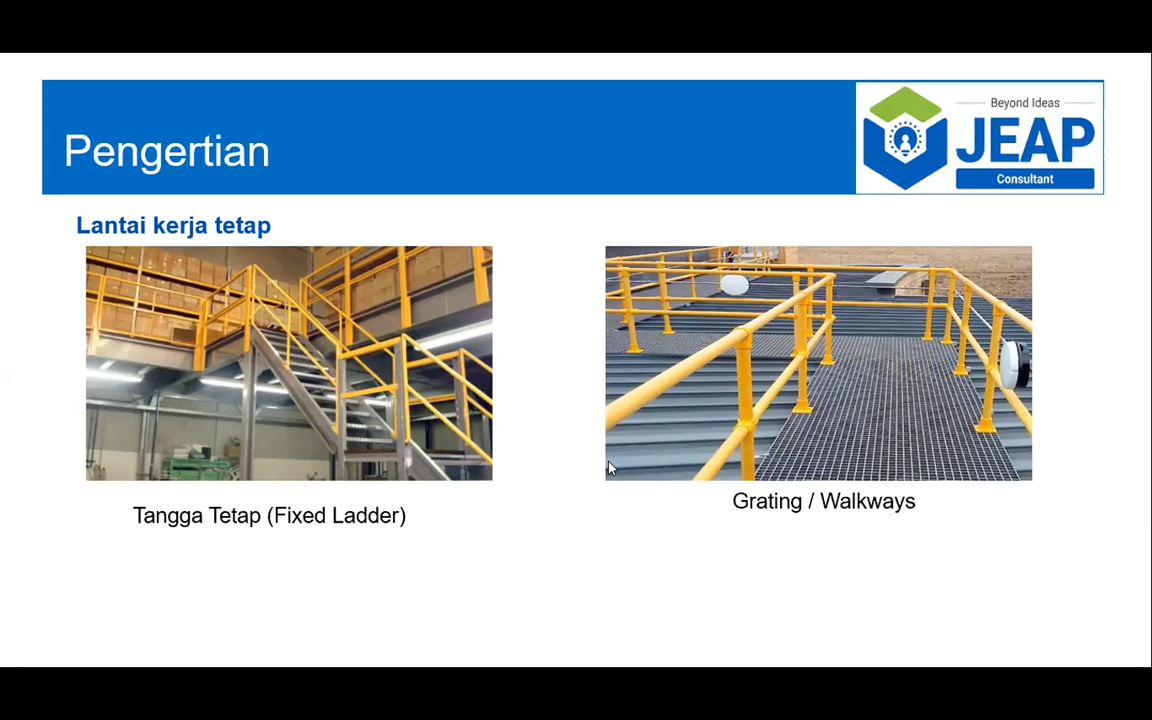 Pengertian
Beyond Ideas
JEAP
Consultant
Lantai kerja tetap
Tangga Tetap (Fixed Ladder)
Grating / Walkways